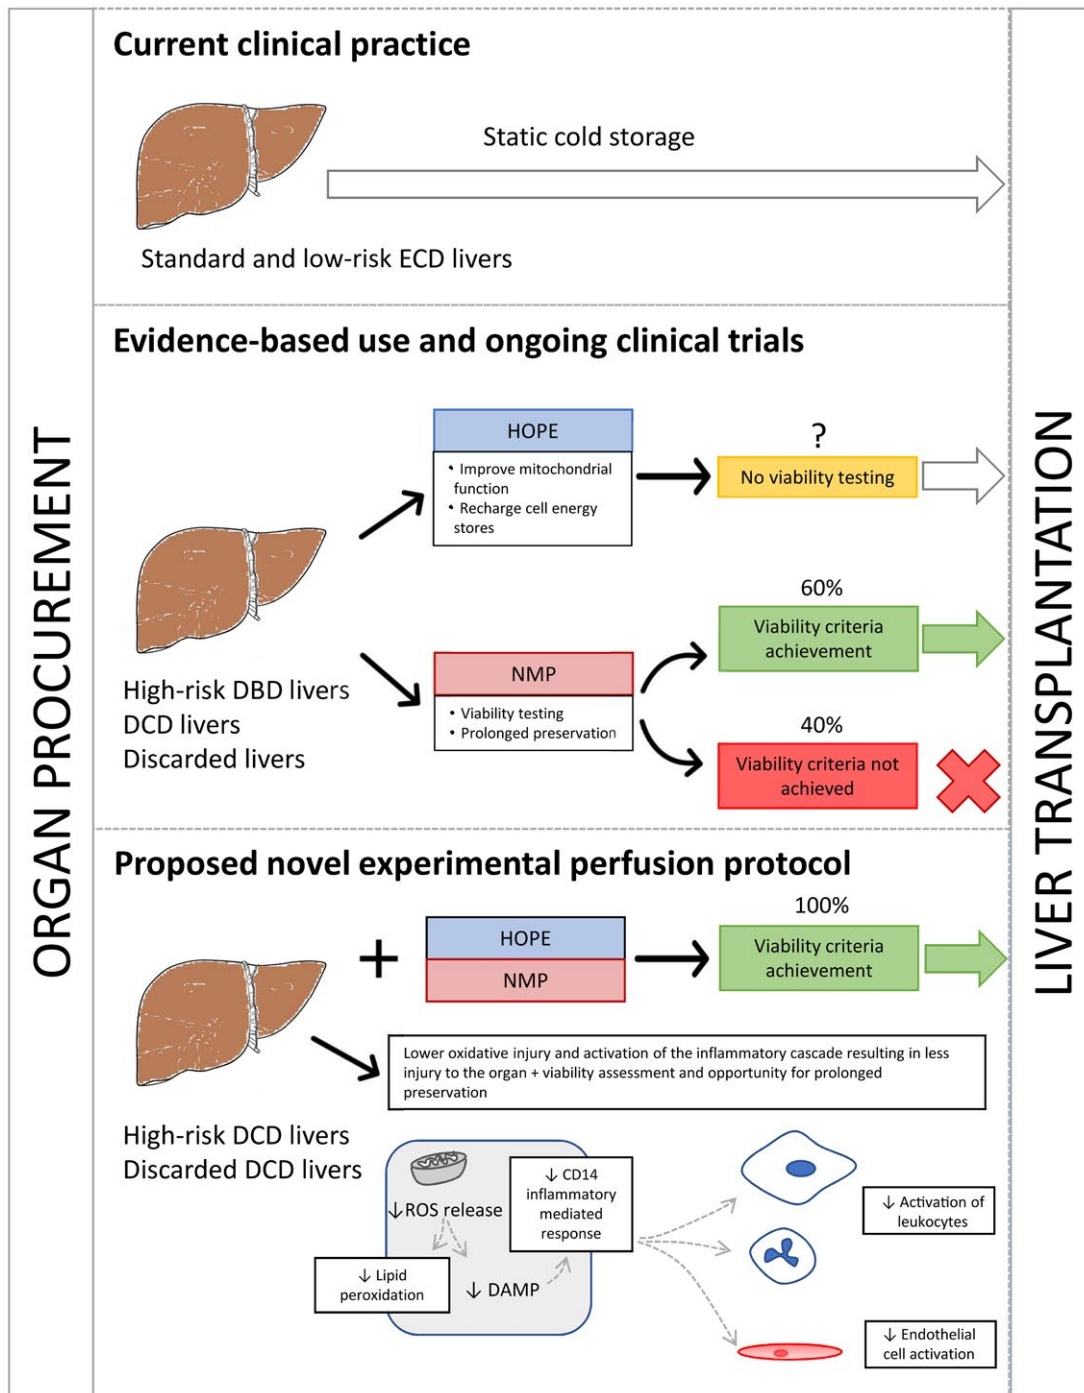 ORGAN PROCUREMENT
Current clinical practice
Static cold storage
Standard and low-risk ECD livers
Evidence-based use and ongoing clinical trials
HOPE
• Improve mitochondrial
function
• Recharge cell energy
stores
?
No viability testing
High-risk DBD livers
DCD livers
Discarded livers
NMP
• Viability testing
• Prolonged preservation
60%
Viability criteria
achievement
40%
Viability criteria not
achieved
Proposed novel experimental perfusion protocol
+
HOPE
NMP
100%
Viability criteria
achievement
Lower oxidative injury and activation of the inflammatory cascade resulting in less
injury to the organ + viability assessment and opportunity for prolonged
preservation
High-risk DCD livers
Discarded DCD livers
↓ROS release
↓ Lipid
peroxidation
↓ DAMP
↓ CD14
inflammatory
mediated
response
↓ Activation of
leukocytes
↓ Endothelial
cell activation
LIVER TRANSPLANTATION